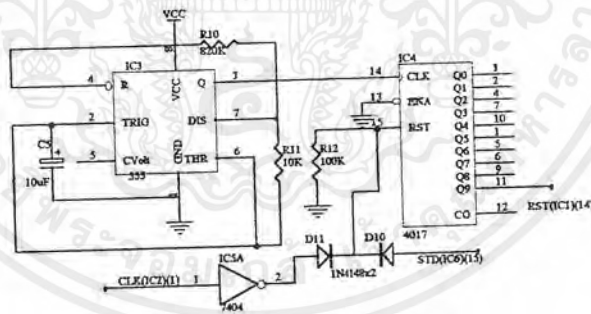 VCC
R10
820K
IC3
4
R
VCC
Q
3
2
TRIG
DIS
7
C5
+
10uF
5
CVolt
GND
THR
6
555
R11
10K
R12
100K
IC4
14
CLK
13
ENA
15
RST
Q0
3
Q1
2
Q2
4
Q3
7
Q4
10
Q5
1
Q6
5
Q7
6
Q8
9
Q9
11
CO
12
4017
RST(IC1)(14)
D11
D10
1N4148x2
STD(IC6)(15)
IC5A
CLK(IC2)(1)
1
2
7404